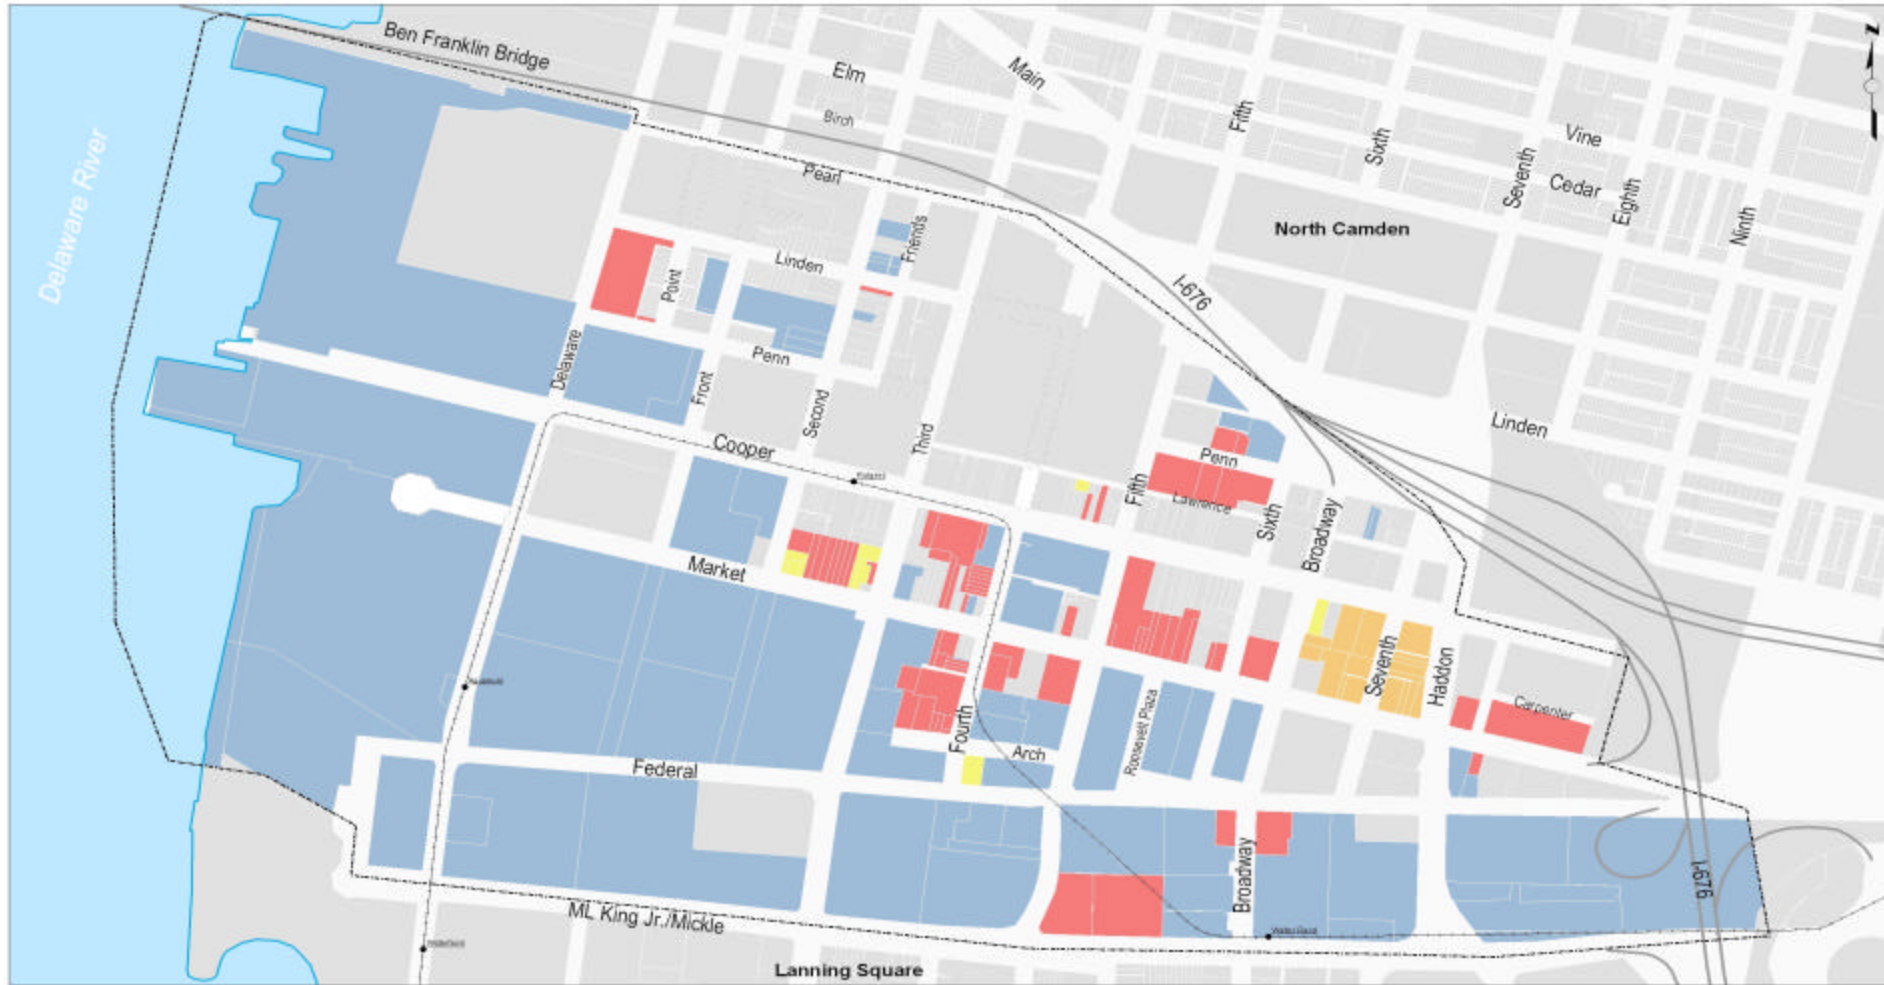 Ben Franklin Bridge
Elm
Main
Birch
Fifth
Sixth
Vine
Seventh
Cedar
Eighth
Ninth
Pearl
North Camden
Friends
Linden
Point
I-676
Delaware River
Delaware
Penn
Front
Second
Third
Cooper
Linden
Penn
Fifth
Lawrence
Sixth
Broadway
Market
Seventh
Haddon
Carpenter
Fourth
Arch
Roosevelt Plaza
Federal
Broadway
I-676
ML King Jr./Mickle
Lanning Square